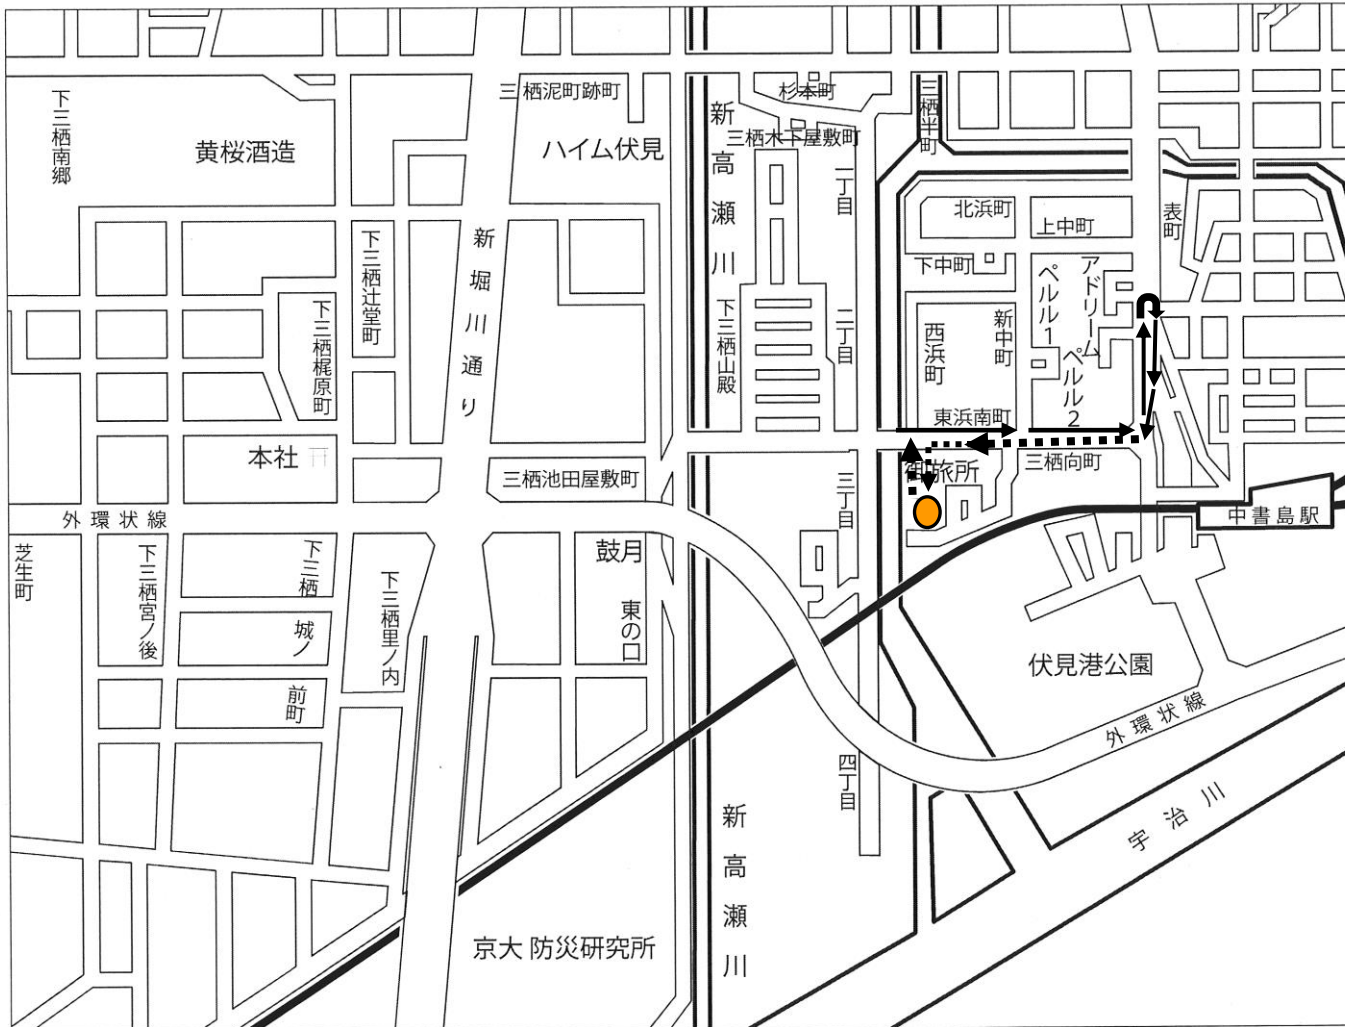 下三栖南郷
黄桜酒造
三栖泥町跡町
ハイム伏見
新高瀬川
杉本町
三栖木下屋敷町
三栖半町
一丁目
北浜町
上中町
表町
下中町
下三栖辻堂町
新堀川通り
下三栖梶原町
下三栖山殿
二丁目
西浜町
新中町
ペルル1
アドリーム
ペルル2
東浜南町
本社
三栖池田屋敷町
三丁目
御旅所
三栖向町
外環状線
中書島駅
芝生町
下三栖宮ノ後
下三栖
城ノ
前町
下三栖里ノ内
鼓月
東の口
伏見港公園
外環状線
四丁目
宇治川
新高瀬川
京大 防災研究所